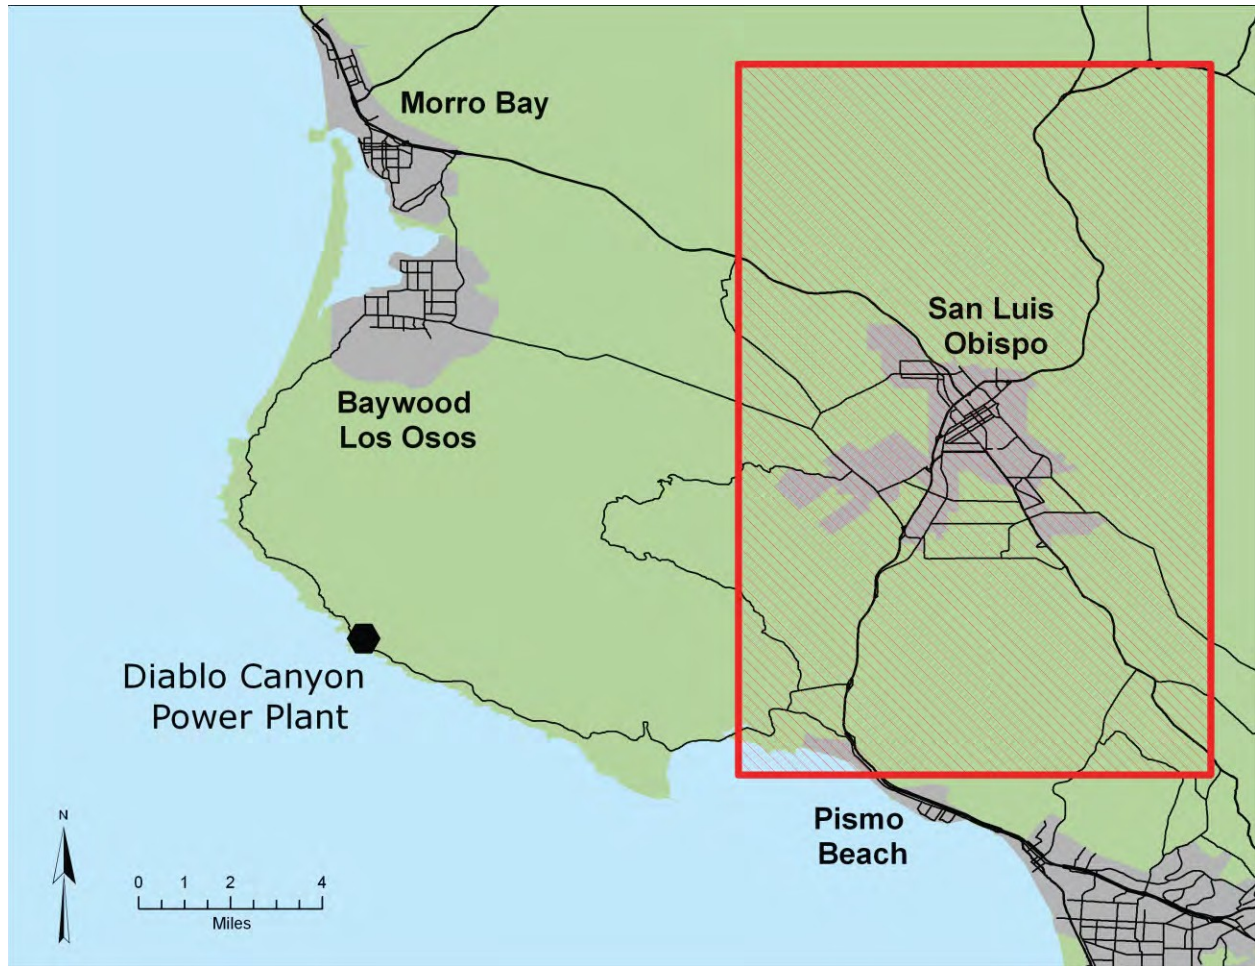 Morro Bay
San Luis
Obispo
Baywood
Los Osos
Diablo Canyon
Power Plant
Pismo
Beach
N
0 1 2 4
Miles